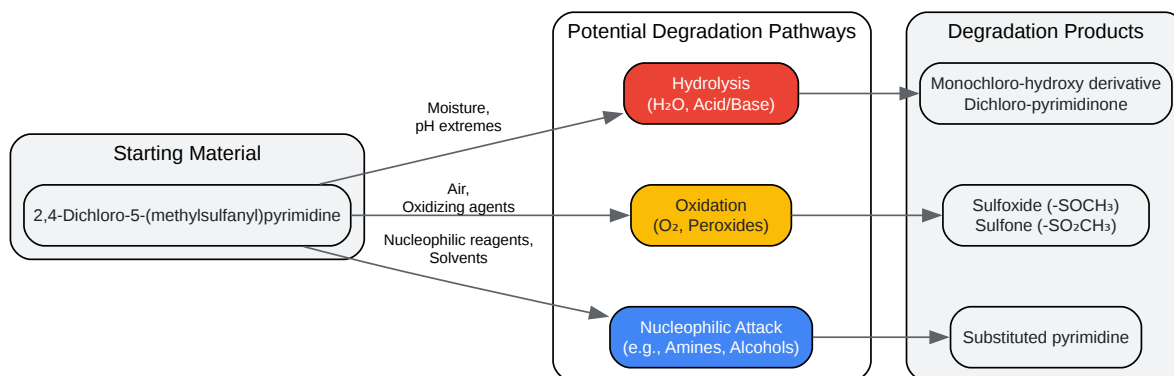 Potential Degradation Pathways
Degradation Products
Hydrolysis
(H₂O, Acid/Base)
Monochloro-hydroxy derivative
Dichloro-pyrimidinone
Moisture,
pH extremes
Starting Material
2,4-Dichloro-5-(methylsulfanyl)pyrimidine
Air,
Oxidizing agents
Oxidation
(O₂, Peroxides)
Sulfoxide (-SOCH₃)
Sulfone (-SO₂CH₃)
Nucleophilic reagents,
Solvents
Nucleophilic Attack
(e.g., Amines, Alcohols)
Substituted pyrimidine